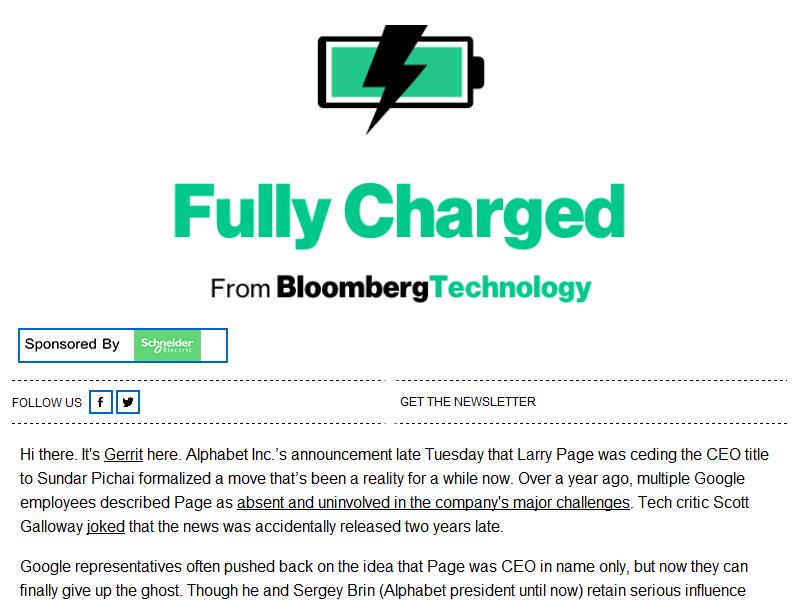 Fully Charged
From BloombergTechnology
Sponsored By Schneider Electric
FOLLOW US
GET THE NEWSLETTER
Hi there. It's Gerrit here. Alphabet Inc.’s announcement late Tuesday that Larry Page was ceding the CEO title
to Sundar Pichai formalized a move that’s been a reality for a while now. Over a year ago, multiple Google
employees described Page as absent and uninvolved in the company's major challenges. Tech critic Scott
Galloway joked that the news was accidentally released two years late.
Google representatives often pushed back on the idea that Page was CEO in name only, but now they can
finally give up the ghost. Though he and Sergey Brin (Alphabet president until now) retain serious influence